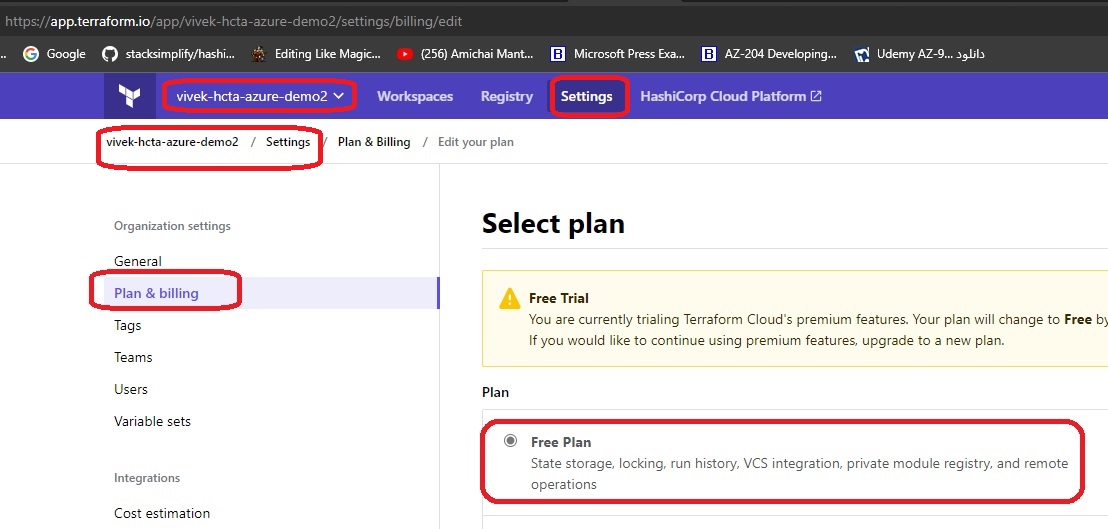 https://app.terraform.io/app/vivek-hcta-azure-demo2/settings/billing/edit
... Google stacksimplify/hashi... Editing Like Magic... (256) Amichai Mant... Microsoft Press Exa... AZ-204 Developing... Udemy AZ-9... دانلود
vivek-hcta-azure-demo2 Workspaces Registry Settings HashiCorp Cloud Platform
vivek-hcta-azure-demo2 / Settings / Plan & Billing / Edit your plan
Organization settings
General
Plan & billing
Tags
Teams
Users
Variable sets
Integrations
Cost estimation
Select plan
Free Trial
You are currently trialing Terraform Cloud's premium features. Your plan will change to Free by
If you would like to continue using premium features, upgrade to a new plan.
Plan
Free Plan
State storage, locking, run history, VCS integration, private module registry, and remote
operations